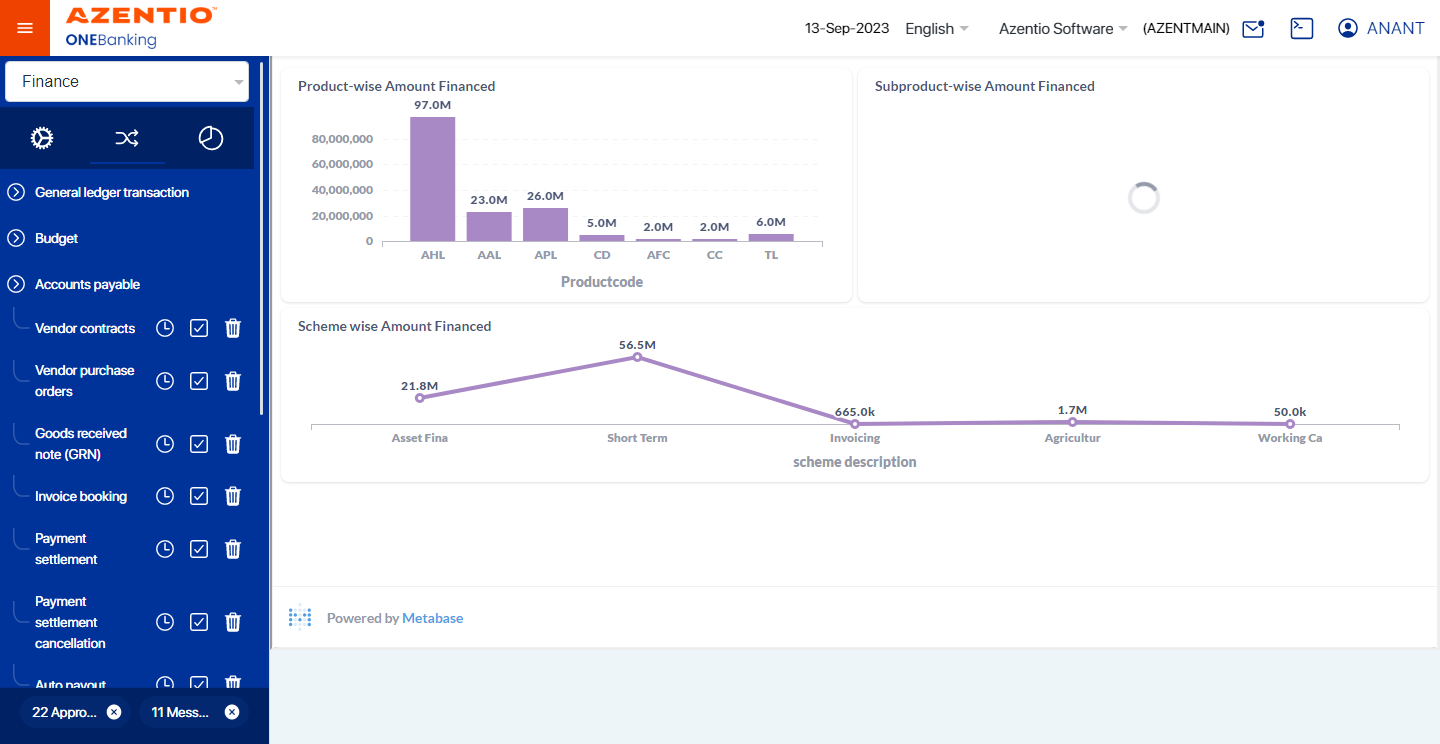 AZENTIO™
ONEBanking
13-Sep-2023
English
Azentio Software
(AZENTMAIN)
ANANT
Finance
General ledger transaction
Budget
Accounts payable
Vendor contracts
Vendor purchase
orders
Goods received
note (GRN)
Invoice booking
Payment
settlement
Payment
settlement
cancellation
Auto payout
22 Appro...
11 Mess...
Product-wise Amount Financed
97.0M
80,000,000
60,000,000
40,000,000
20,000,000
0
23.0M
26.0M
5.0M
2.0M
2.0M
6.0M
AHL
AAL
APL
CD
AFC
CC
TL
Productcode
Subproduct-wise Amount Financed
Scheme wise Amount Financed
21.8M
56.5M
665.0k
1.7M
50.0k
Asset Fina
Short Term
Invoicing
Agricultur
Working Ca
scheme description
Powered by Metabase